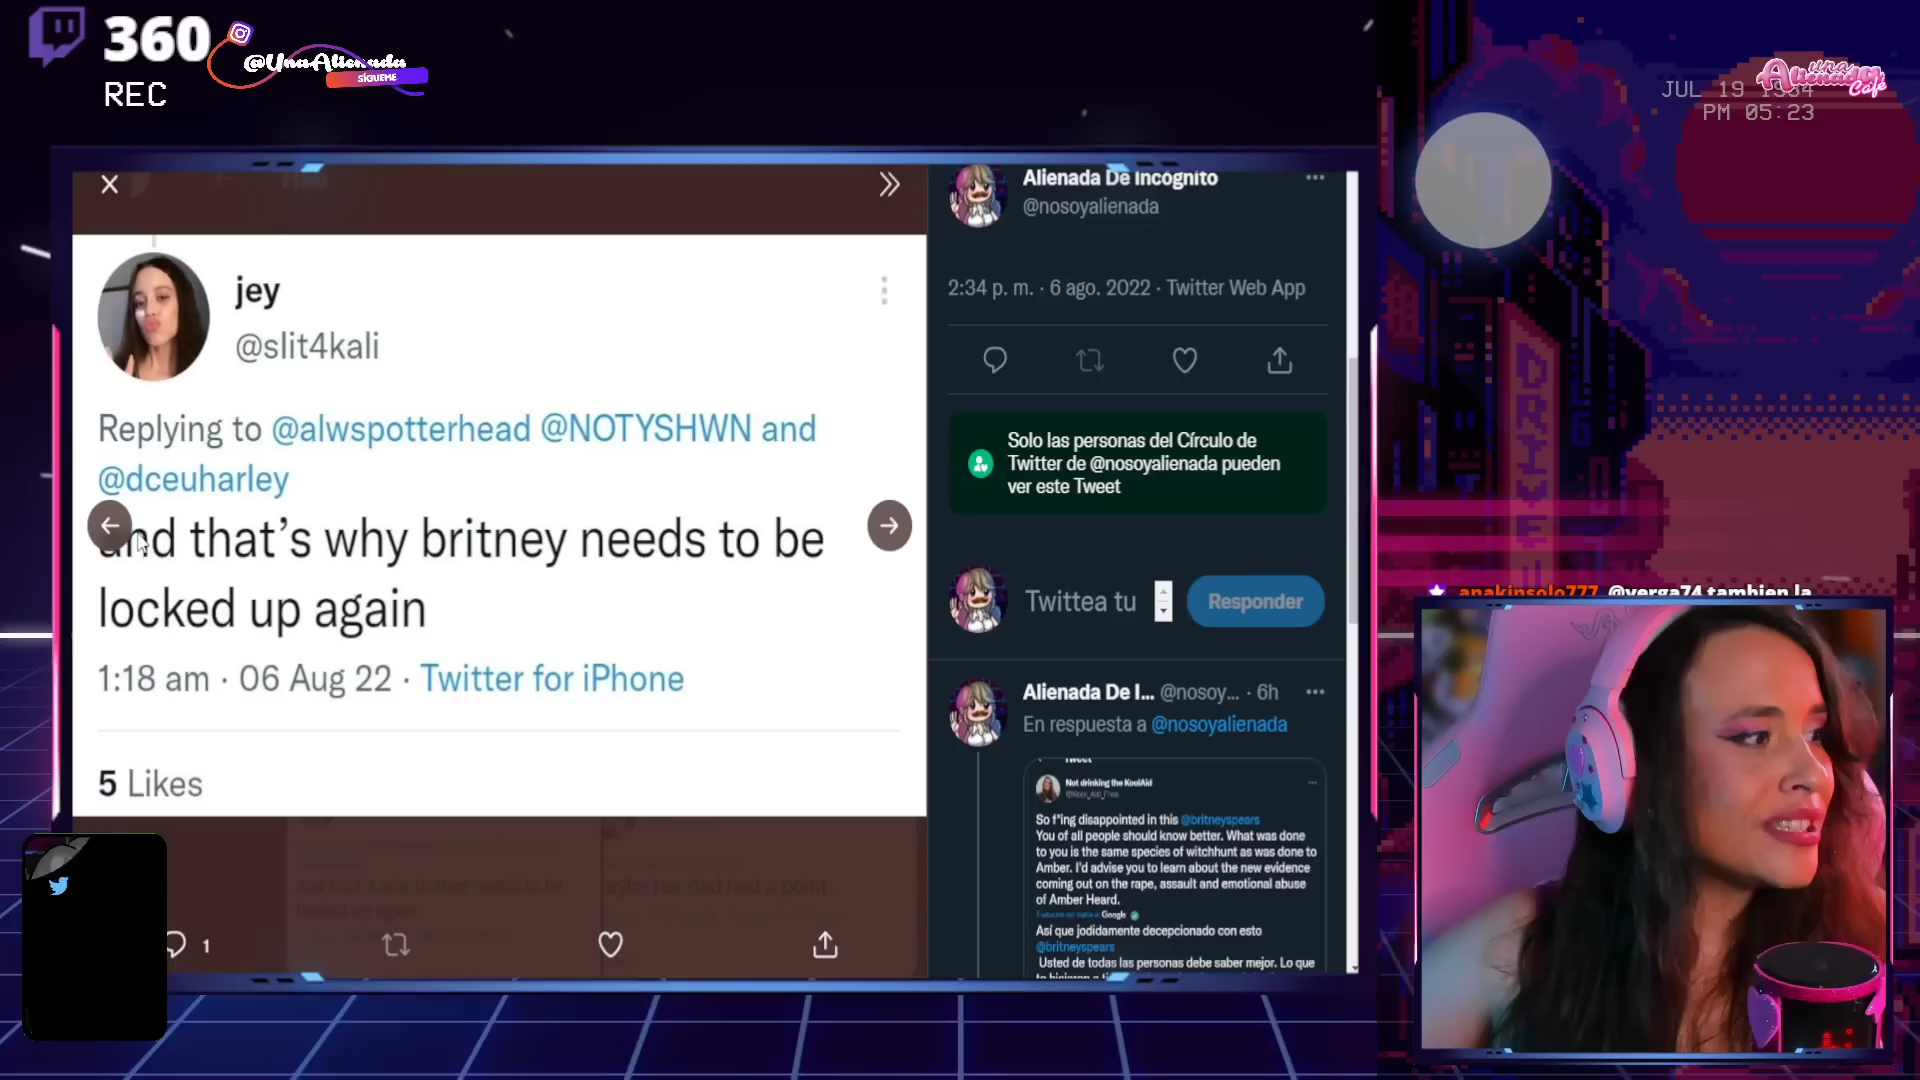 360
REC
@UnaAlienada
SÍGUEME
una
Alienada
Café
JUL 19
PM 05:23
jey
@slit4kali
Replying to @alwspotterhead @NOTYSHWN and
@dceuharley
and that's why britney needs to be
locked up again
1:18 am · 06 Aug 22 · Twitter for iPhone
5 Likes
1
Alienada De Incógnito
@nosoyalienada
2:34 p. m. · 6 ago. 2022 · Twitter Web App
Solo las personas del Círculo de
Twitter de @nosoyalienada pueden
ver este Tweet
Twittea tu
Responder
Alienada De I... @nosoy... · 6h
En respuesta a @nosoyalienada
Tweet
Not drinking the KoolAid
So f*ing disappointed in this @britneyspears
You of all people should know better. What was done
to you is the same species of witchhunt as was done to
Amber. I'd advise you to learn about the new evidence
coming out on the rape, assault and emotional abuse
of Amber Heard.
Google
Así que jodidamente decepcionado con esto
@britneyspears
Usted de todas las personas debe saber mejor. Lo que
anakinsolo777 @verga74 tambien la
DRIVE